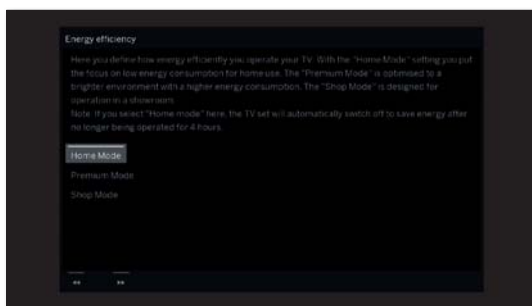 Energy efficiency
Here you define how energy efficiently you operate your TV. With the "Home Mode" setting you put
the focus on low energy consumption for home use. The "Premium Mode" is optimised to a
brighter environment with a higher energy consumption. The "Shop Mode" is designed for
operation in a showroom.
Note: If you select "Home mode" here, the TV set will automatically switch off to save energy after
no longer being operated for 4 hours.
Home Mode
Premium Mode
Shop Mode